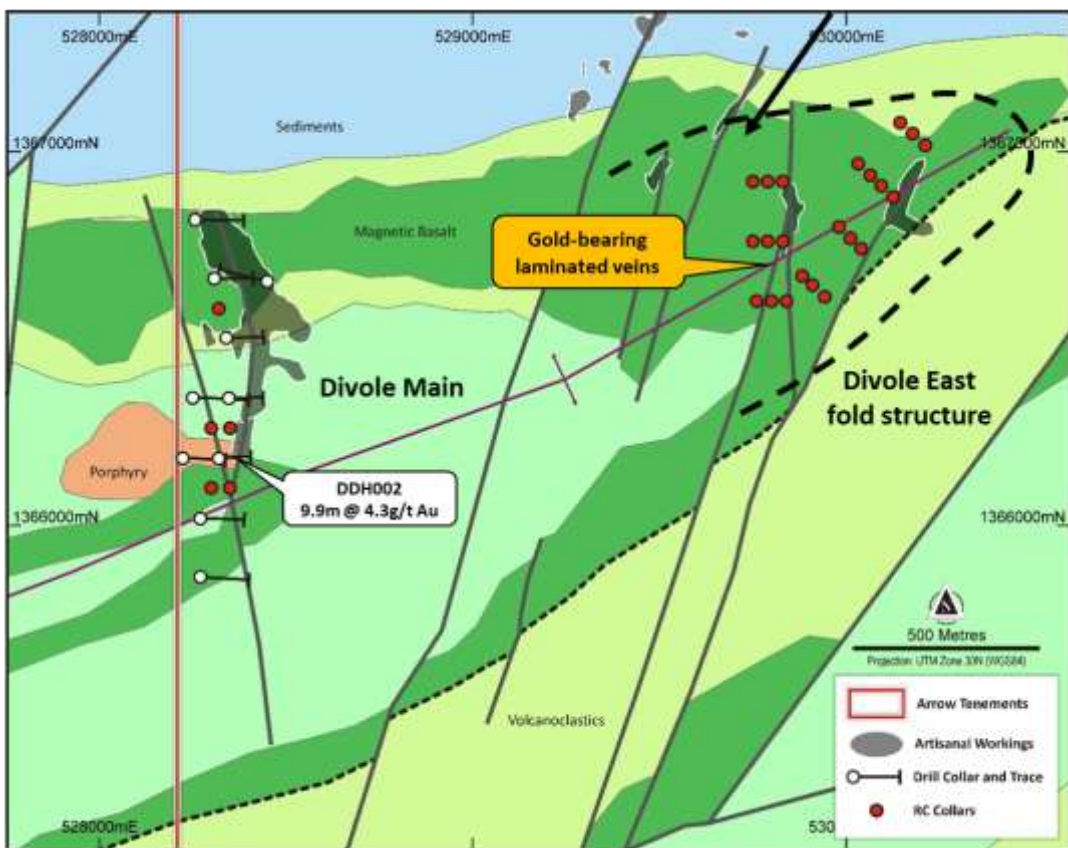 528000mE
529000mE
530000mE
Sediments
1367000mN
1367000mN
Magnetic Basalt
Gold-bearing
laminated veins
Divole Main
Divole East
fold structure
Porphyry
DDH002
9.9m @ 4.3g/t Au
1366000mN
1366000mN
500 Metres
Projection: UTM Zone 30N (WGS84)
Volcanoclastics
Arrow Tenements
Artisanal Workings
Drill Collar and Trace
RC Collars
528000mE
530